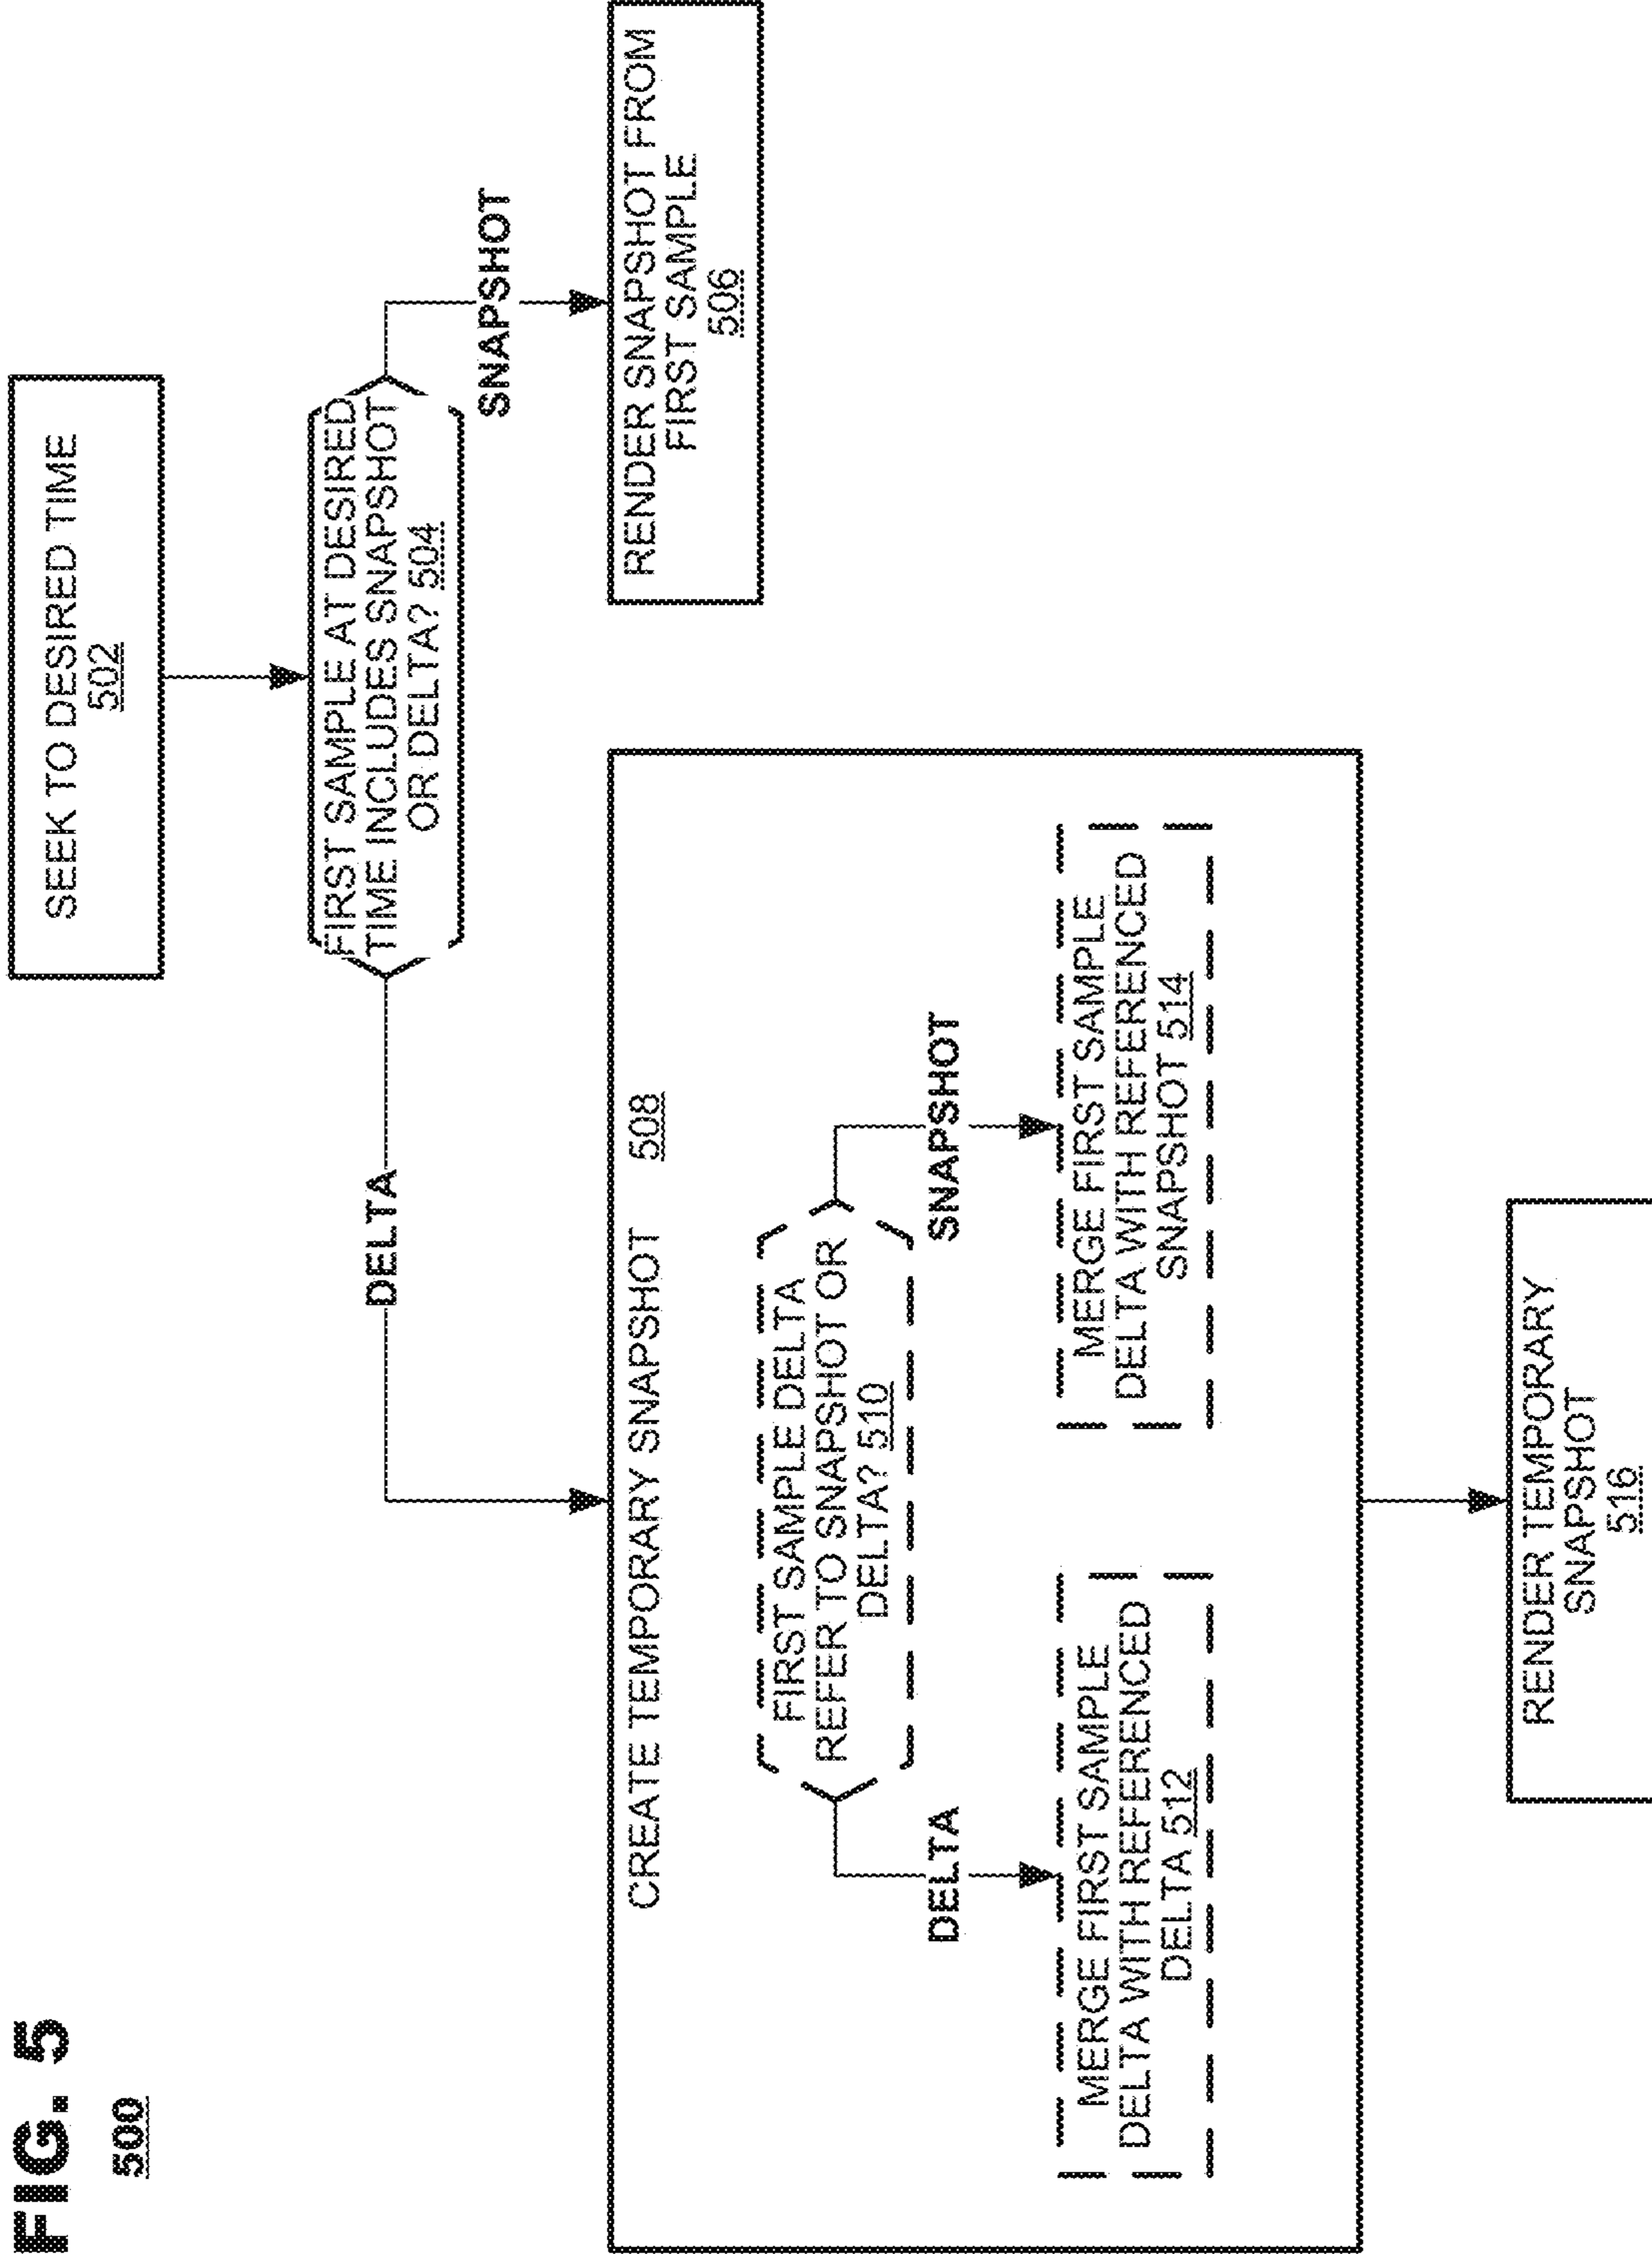 FIG. 5
500
SEEK TO DESIRED TIME
502
FIRST SAMPLE AT DESIRED
TIME INCLUDES SNAPSHOT
OR DELTA? 504
DELTA
SNAPSHOT
RENDER SNAPSHOT FROM
FIRST SAMPLE
506
CREATE TEMPORARY SNAPSHOT 508
FIRST SAMPLE DELTA
REFER TO SNAPSHOT OR
DELTA? 510
DELTA
SNAPSHOT
MERGE FIRST SAMPLE
DELTA WITH REFERENCED
DELTA 512
MERGE FIRST SAMPLE
DELTA WITH REFERENCED
SNAPSHOT 514
RENDER TEMPORARY
SNAPSHOT
516